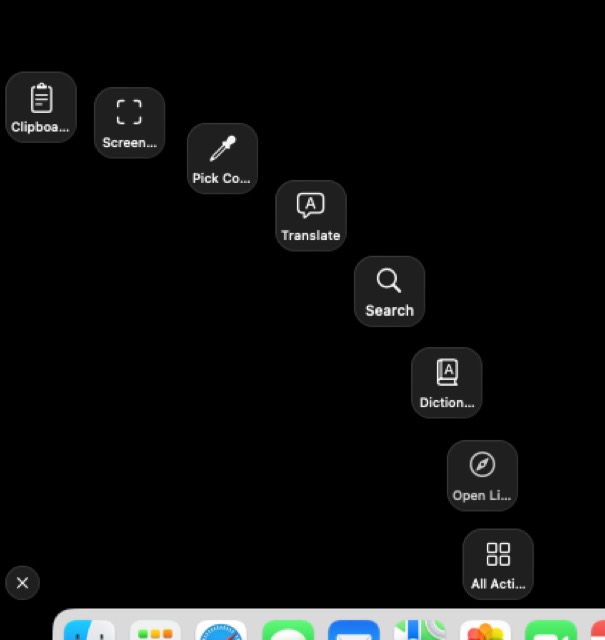 Clipboa...
Screen...
Pick Co...
A
Translate
Search
A
Diction...
Open Li...
All Acti...